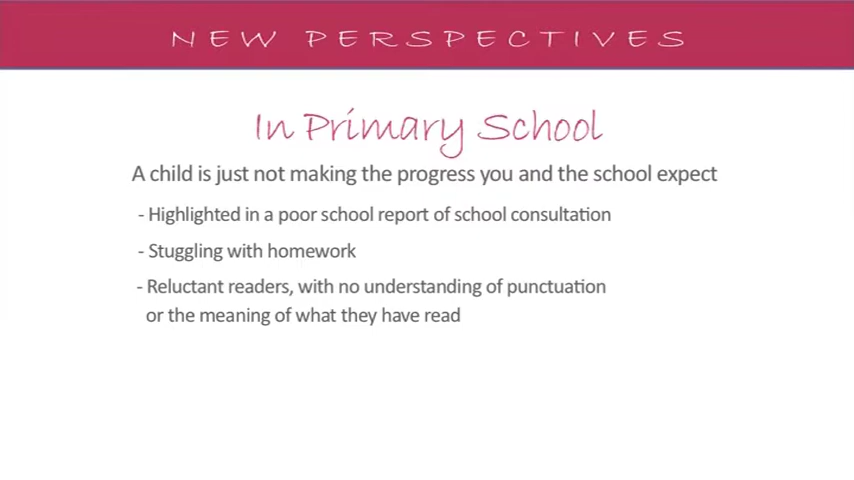 NEW PERSPECTIVES
In Primary School
A child is just not making the progress you and the school expect
- Highlighted in a poor school report of school consultation
- Stuggling with homework
- Reluctant readers, with no understanding of punctuation
or the meaning of what they have read